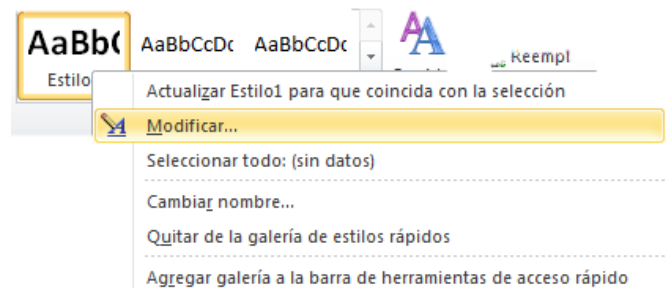 AaBb( AaBbCcDc AaBbCcDc
Reempl
Estilo
Actualizar Estilo1 para que coincida con la selección
Modificar...
Seleccionar todo: (sin datos)
Cambiar nombre...
Quitar de la galería de estilos rápidos
Agregar galería a la barra de herramientas de acceso rápido